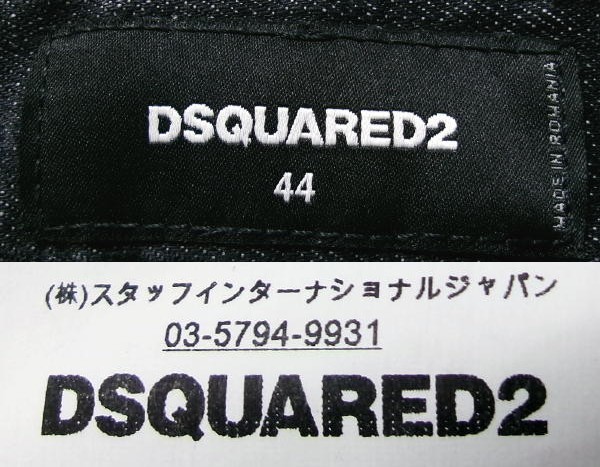 DSQUARED2
44
MADE IN ROMANIA
(株)スタッフインターナショナルジャパン
03-5794-9931
DSQUARED2